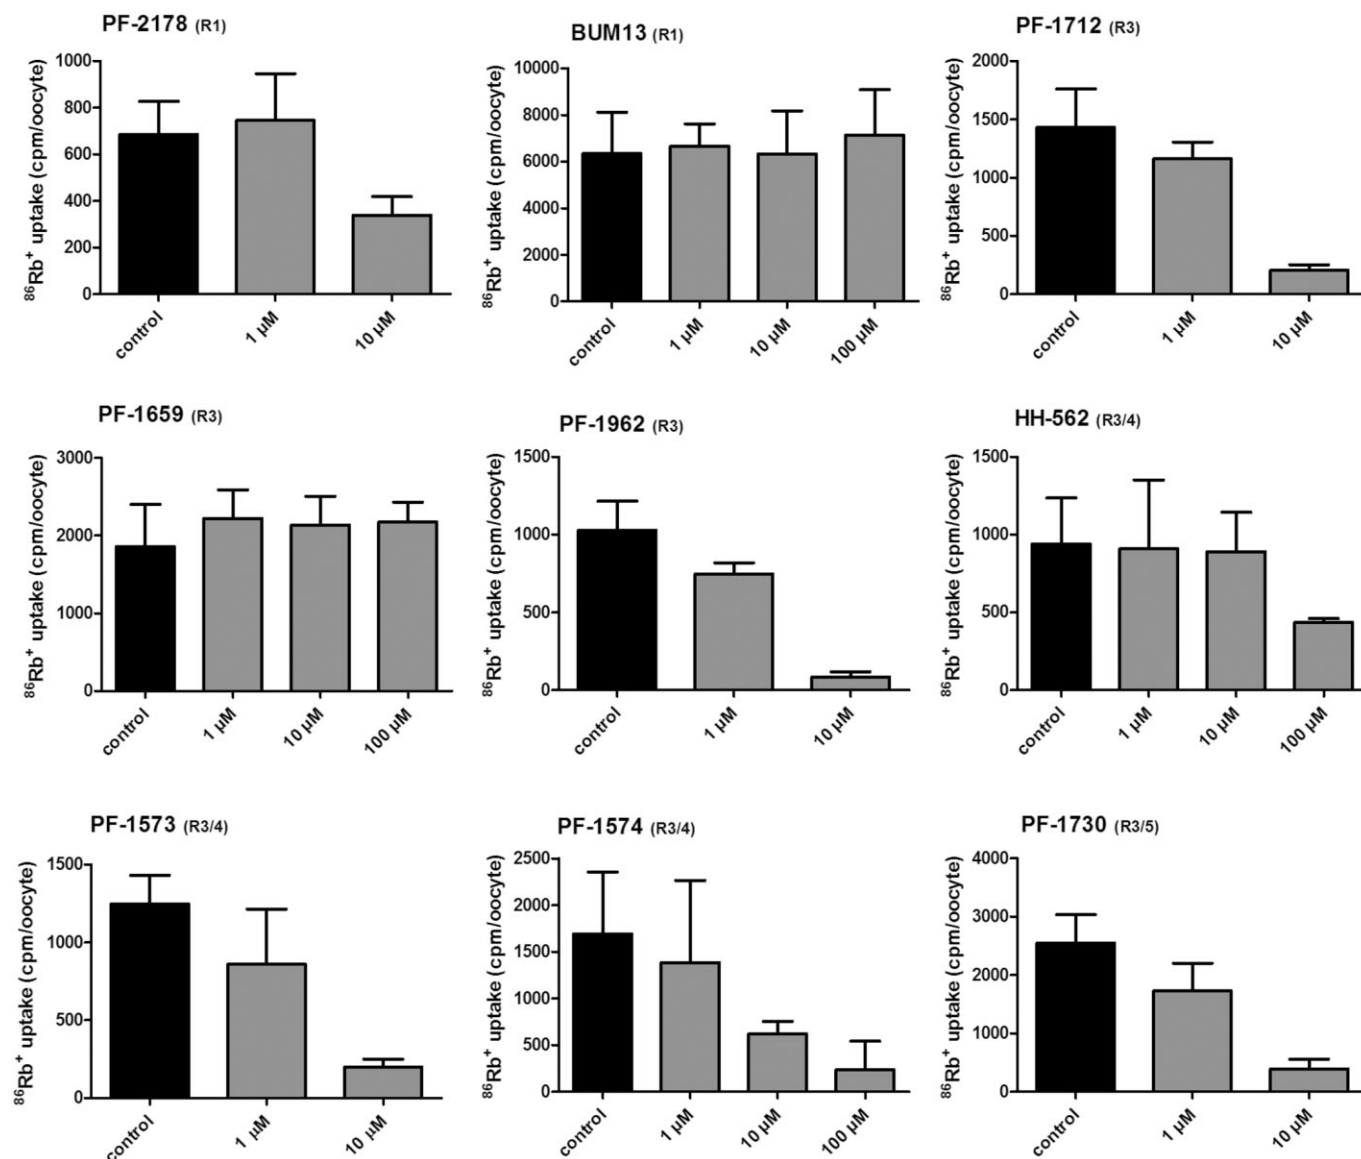 PF-2178 (R1)
⁸⁶Rb⁺ uptake (cpm/oocyte)
1000
800
600
400
200
0
control
1 µM
10 µM
BUM13 (R1)
⁸⁶Rb⁺ uptake (cpm/oocyte)
10000
8000
6000
4000
2000
0
control
1 µM
10 µM
100 µM
PF-1712 (R3)
⁸⁶Rb⁺ uptake (cpm/oocyte)
2000
1500
1000
500
0
control
1 µM
10 µM
PF-1659 (R3)
⁸⁶Rb⁺ uptake (cpm/oocyte)
3000
2000
1000
0
control
1 µM
10 µM
100 µM
PF-1962 (R3)
⁸⁶Rb⁺ uptake (cpm/oocyte)
1500
1000
500
0
control
1 µM
10 µM
HH-562 (R3/4)
⁸⁶Rb⁺ uptake (cpm/oocyte)
1500
1000
500
0
control
1 µM
10 µM
100 µM
PF-1573 (R3/4)
⁸⁶Rb⁺ uptake (cpm/oocyte)
1500
1000
500
0
control
1 µM
10 µM
PF-1574 (R3/4)
⁸⁶Rb⁺ uptake (cpm/oocyte)
2500
2000
1500
1000
500
0
control
1 µM
10 µM
100 µM
PF-1730 (R3/5)
⁸⁶Rb⁺ uptake (cpm/oocyte)
4000
3000
2000
1000
0
control
1 µM
10 µM